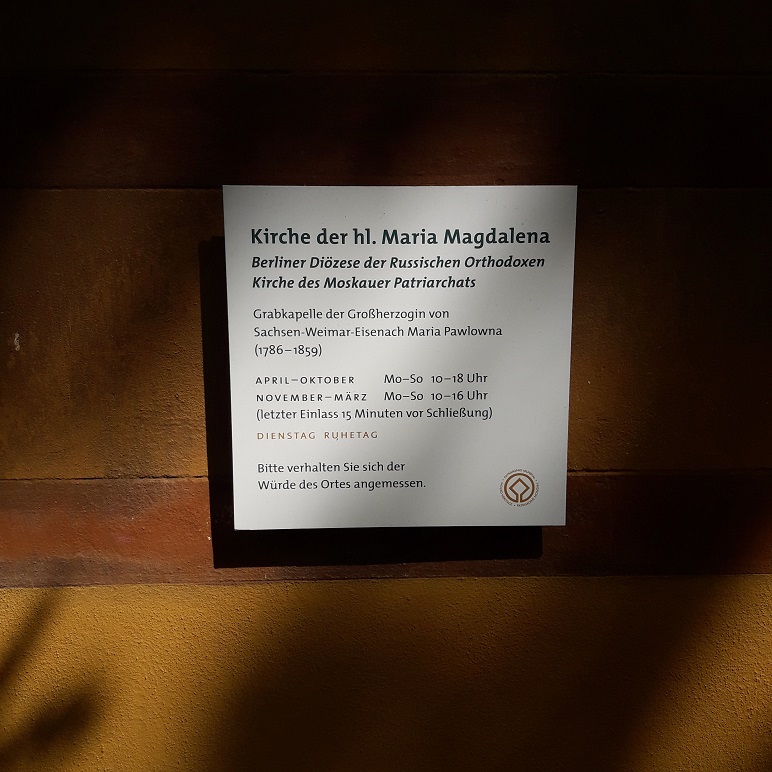 Kirche der hl. Maria Magdalena
Berliner Diözese der Russischen Orthodoxen
Kirche des Moskauer Patriarchats
Grabkapelle der Großherzogin von
Sachsen-Weimar-Eisenach Maria Pawlowna
(1786–1859)
APRIL–OKTOBER Mo–So 10–18 Uhr
NOVEMBER–MÄRZ Mo–So 10–16 Uhr
(letzter Einlass 15 Minuten vor Schließung)
DIENSTAG RUHETAG
Bitte verhalten Sie sich der
Würde des Ortes angemessen.